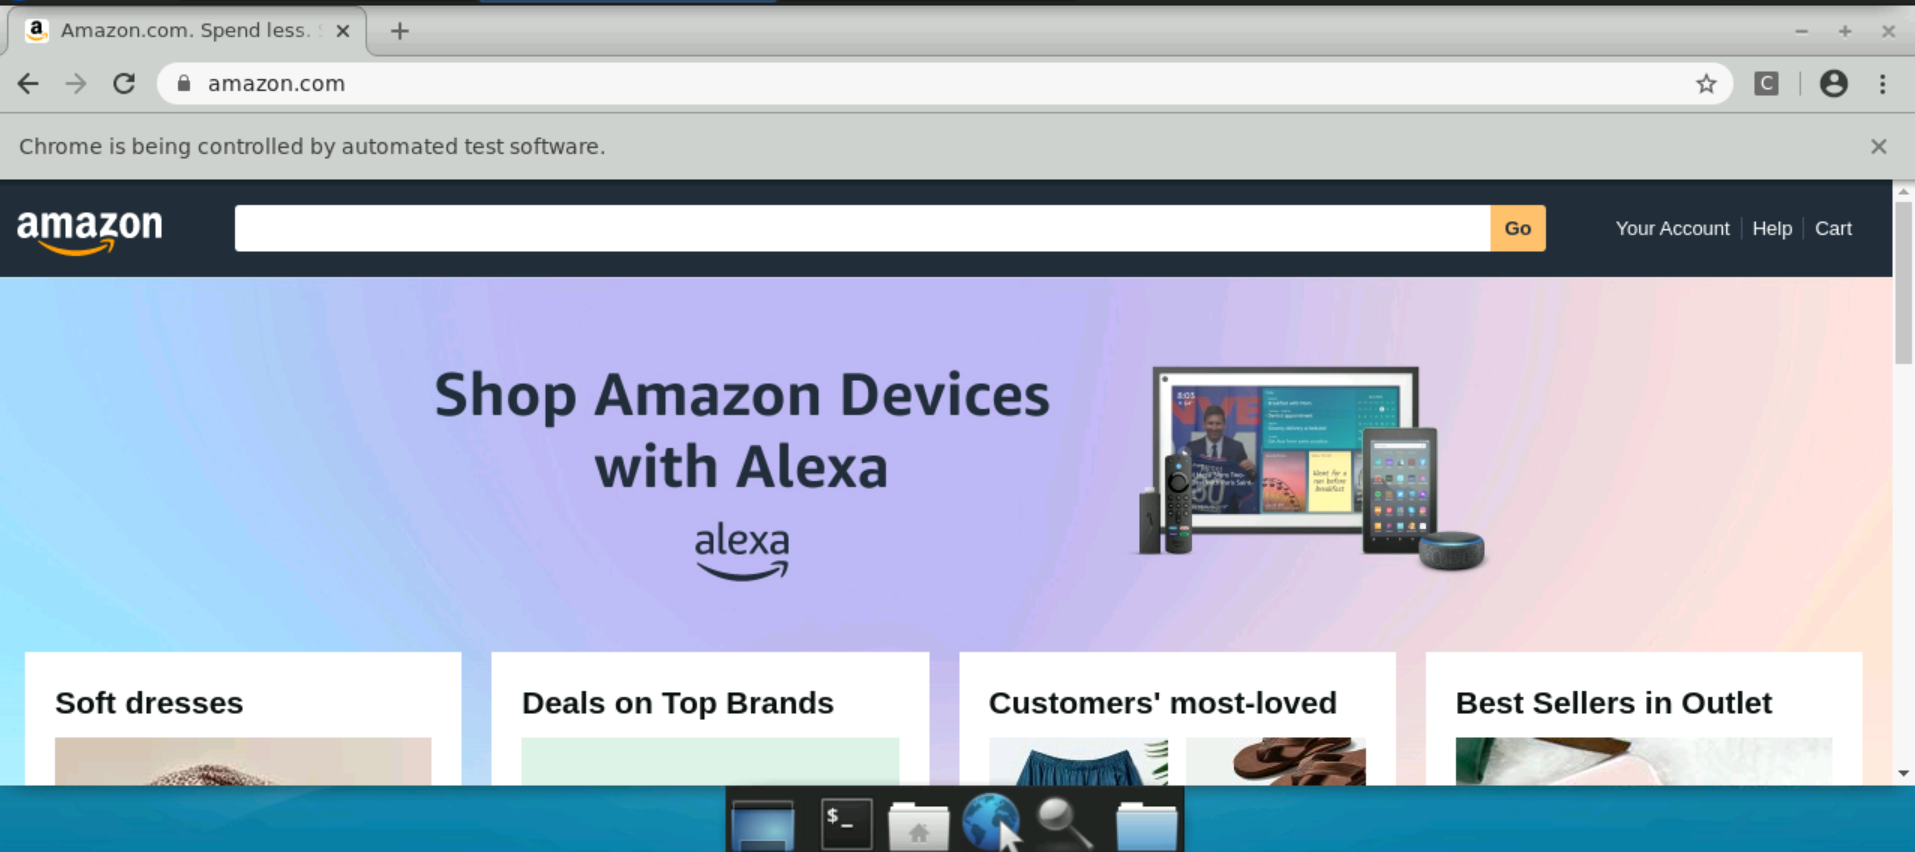 Amazon.com. Spend less.
amazon.com
C
Chrome is being controlled by automated test software.
amazon
Go
Your Account
Help
Cart
Shop Amazon Devices
with Alexa
alexa
8:03
Soft dresses
Deals on Top Brands
Customers' most-loved
Best Sellers in Outlet
$_